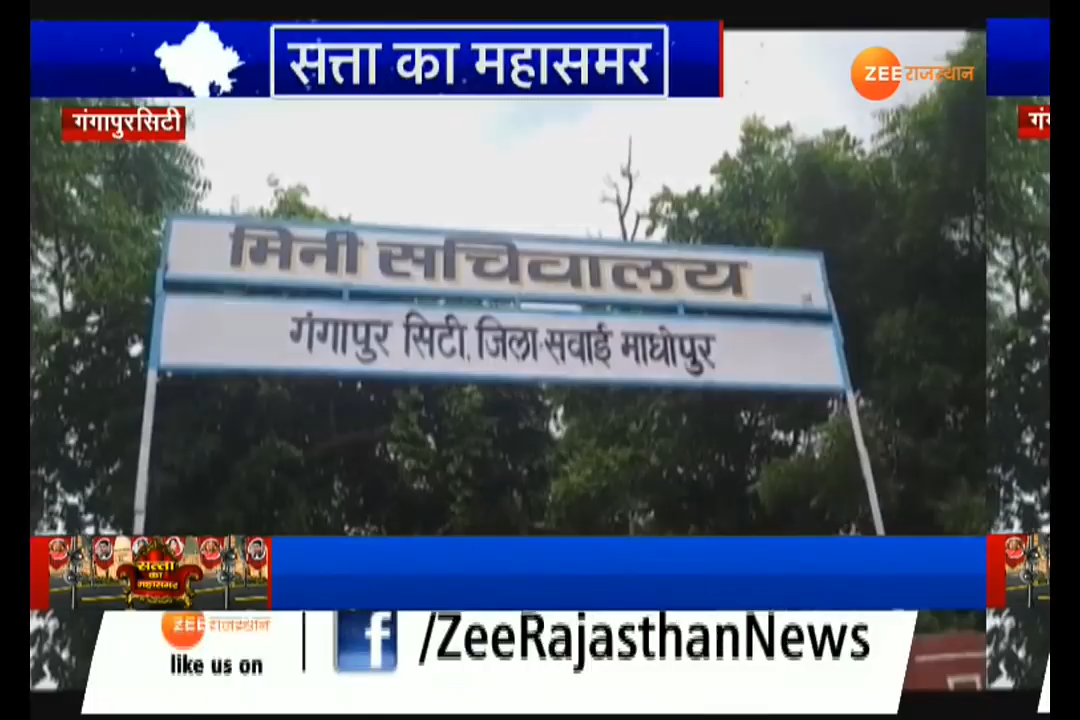 सत्ता का महासमर
ZEE राजस्थान
गंगापुरसिटी
गं
मिनी सचिवालय
गंगापुर सिटी, जिला-सवाई माधोपुर
सत्ता
का
महासमर
ZEE राजस्थान
like us on
f /ZeeRajasthanNews